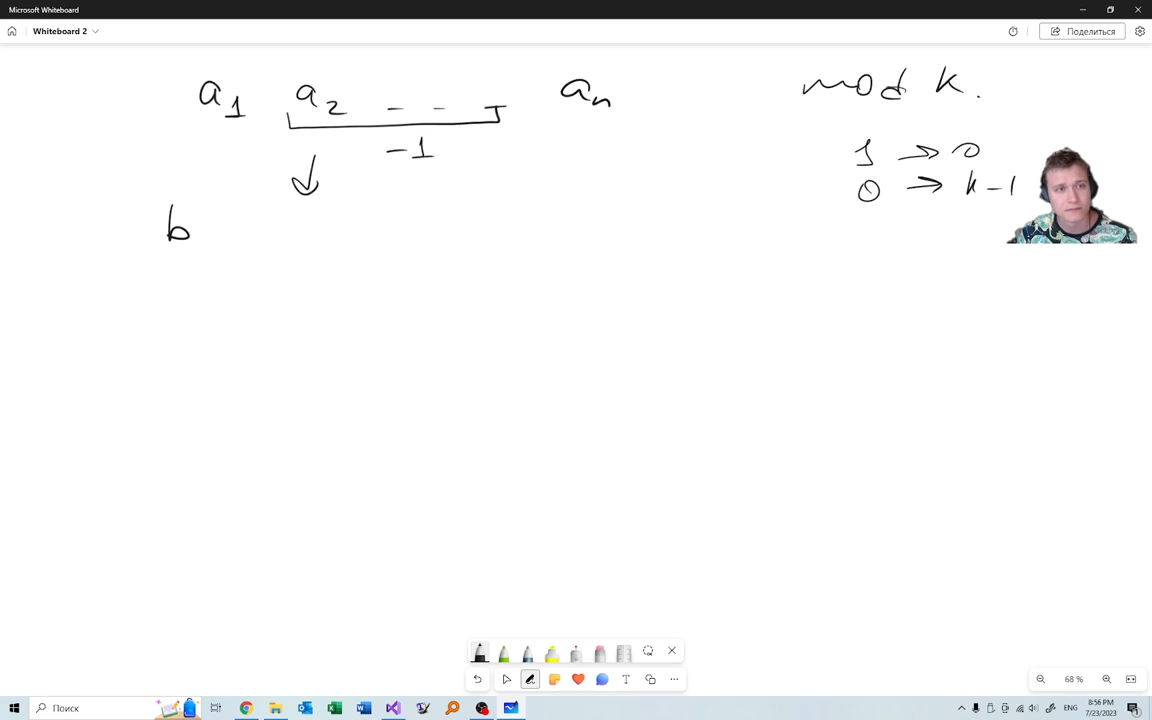 Microsoft Whiteboard
Whiteboard 2
Поделиться
a1 a2 - - an
-1
b
mod k.
1 → 0
0 → k-1
68 %
Поиск
ENG
8:56 PM
7/23/2023